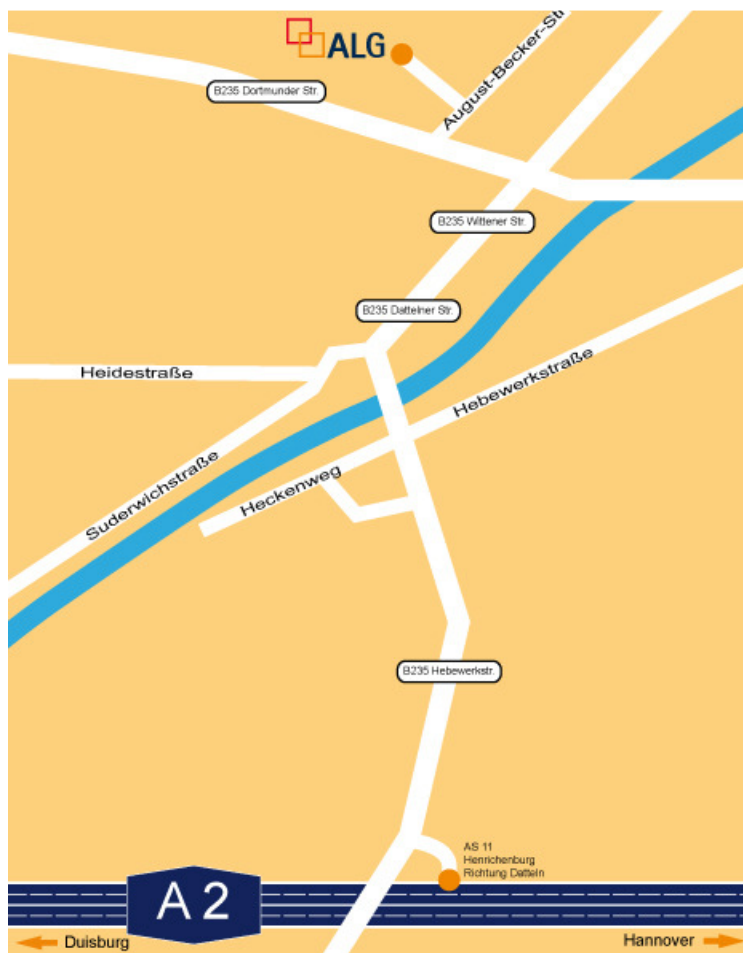 ALG
August-Becker-Str
B235 Dortmunder Str.
B235 Wittener Str.
B235 Dattelner Str.
Heidestraße
Hebewerkstraße
Suderwichstraße
Heckenweg
B235 Hebewerkstr.
AS 11
Henrichenburg
Richtung Datteln
A 2
Duisburg
Hannover